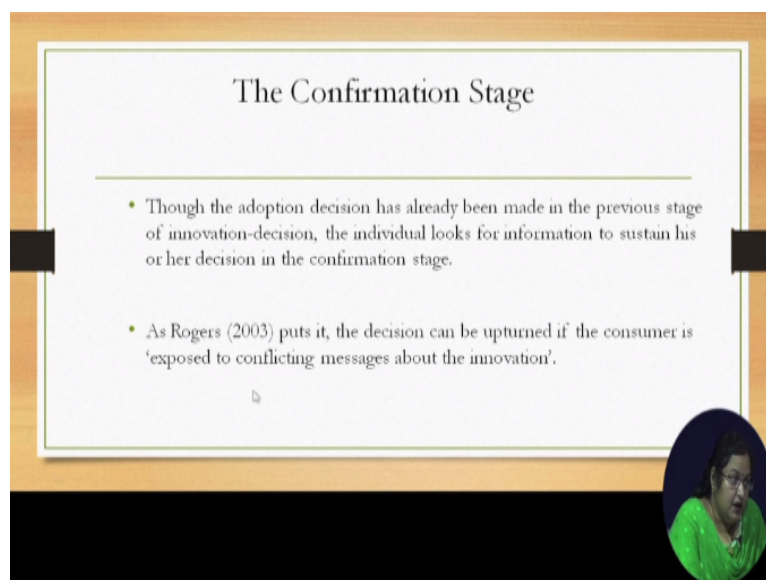 The Confirmation Stage
• Though the adoption decision has already been made in the previous stage
of innovation-decision, the individual looks for information to sustain his
or her decision in the confirmation stage.
• As Rogers (2003) puts it, the decision can be upturned if the consumer is
‘exposed to conflicting messages about the innovation’.